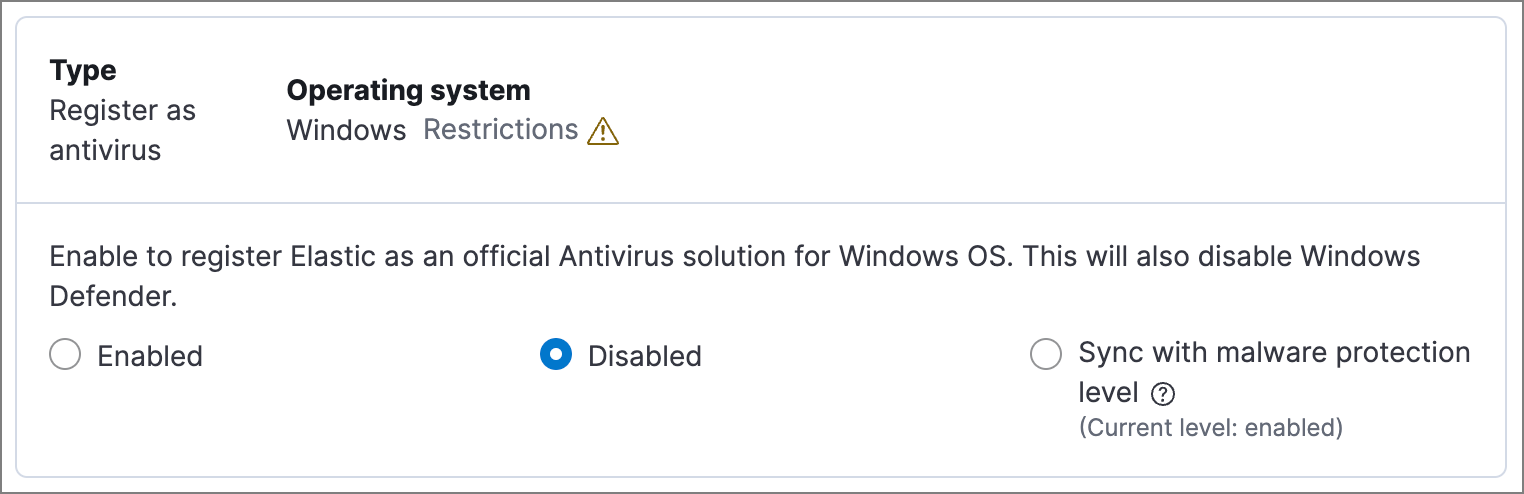 Type
Register as
antivirus
Operating system
Windows Restrictions
Enable to register Elastic as an official Antivirus solution for Windows OS. This will also disable Windows
Defender.
Enabled
Disabled
Sync with malware protection
level
(Current level: enabled)